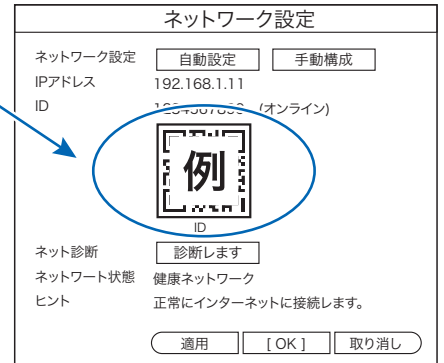 ネットワーク設定
ネットワーク設定 自動設定 手動構成
IPアドレス 192.168.1.11
ID (オンライン)
例
ID
ネット診断 診断します
ネットワート状態 健康ネットワーク
ヒント 正常にインターネットに接続します。
適用 [ OK ] 取り消し